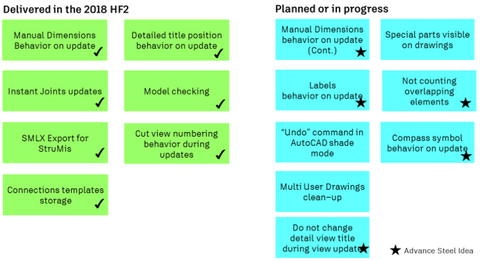 Delivered in the 2018 HF2
Manual Dimensions
Behavior on update
Detailed title position
behavior on update
Instant Joints updates
Model checking
SMLX Export for
StruMis
Cut view numbering
behavior during
updates
Connections templates
storage
Planned or in progress
Manual Dimensions
behavior on update
(Cont.)
Special parts visible
on drawings
Labels
behavior on update
Not counting
overlapping
elements
“Undo” command in
AutoCAD shade
mode
Compass symbol
behavior on update
Multi User Drawings
clean-up
Do not change
detail view title
during view update
Advance Steel Idea